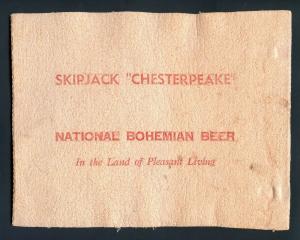 SKIPJACK "CHESTERPEAKE"
NATIONAL BOHEMIAN BEER
In the Land of Pleasant Living